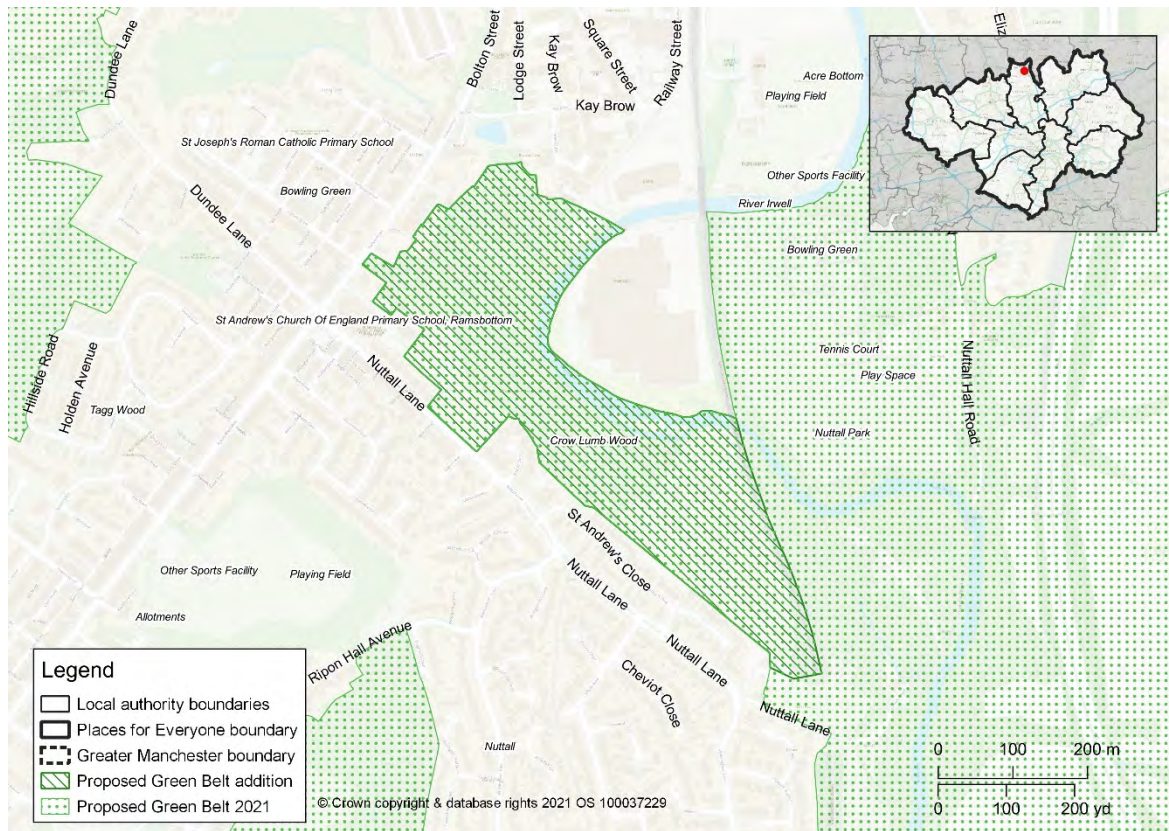 Dundee Lane
Bolton Street
Lodge Street
Kay Brow
Square Street
Railway Street
Kay Brow
Acre Bottom
Playing Field
St Joseph's Roman Catholic Primary School
Bowling Green
Dundee Lane
Other Sports Facility
River Irwell
Bowling Green
St Andrew's Church Of England Primary School, Ramsbottom
Hillside Road
Holden Avenue
Tagg Wood
Nuttall Lane
Tennis Court
Play Space
Nuttall Hall Road
Nuttall Park
Crow Lumb Wood
St Andrew's Close
Other Sports Facility
Playing Field
Nuttall Lane
Allotments
Ripon Hall Avenue
Nuttall Lane
Cheviot Close
Nuttall Lane
Nuttall
Legend
Local authority boundaries
Places for Everyone boundary
Greater Manchester boundary
Proposed Green Belt addition
Proposed Green Belt 2021
© Crown copyright & database rights 2021 OS 100037229
0 100 200 m
0 100 200 yd